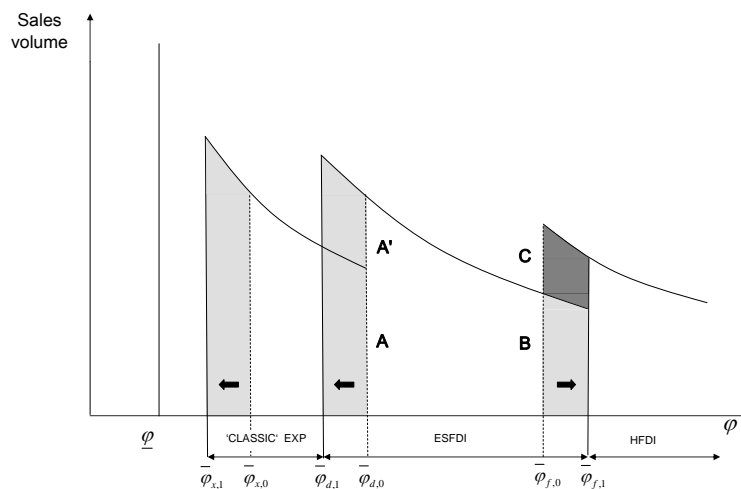 Sales
volume
A'
C
A
B
φ
'CLASSIC' EXP
ESFDI
HFDI
φ
φ̅x,1
φ̅x,0
φ̅d,1
φ̅d,0
φ̅f,0
φ̅f,1